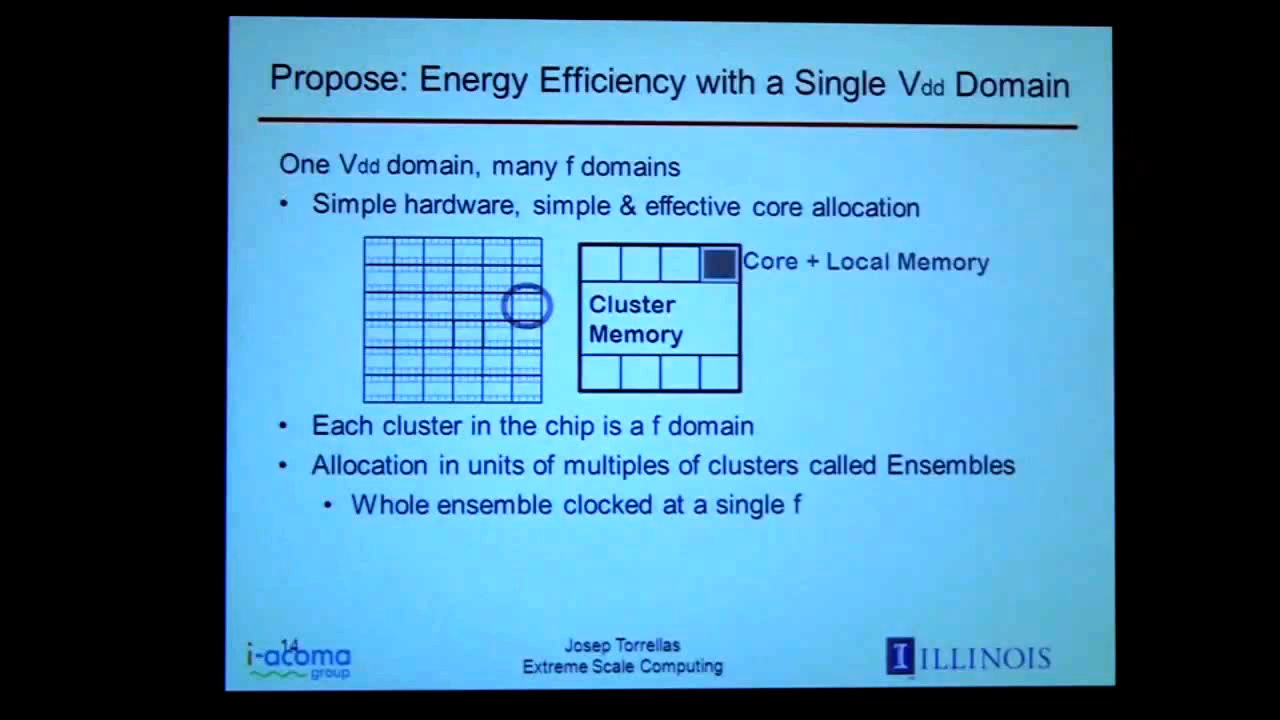 Propose: Energy Efficiency with a Single Vdd Domain
One Vdd domain, many f domains
• Simple hardware, simple & effective core allocation
Core + Local Memory
Cluster
Memory
• Each cluster in the chip is a f domain
• Allocation in units of multiples of clusters called Ensembles
• Whole ensemble clocked at a single f
14
i-acoma
group
Josep Torrellas
Extreme Scale Computing
I ILLINOIS